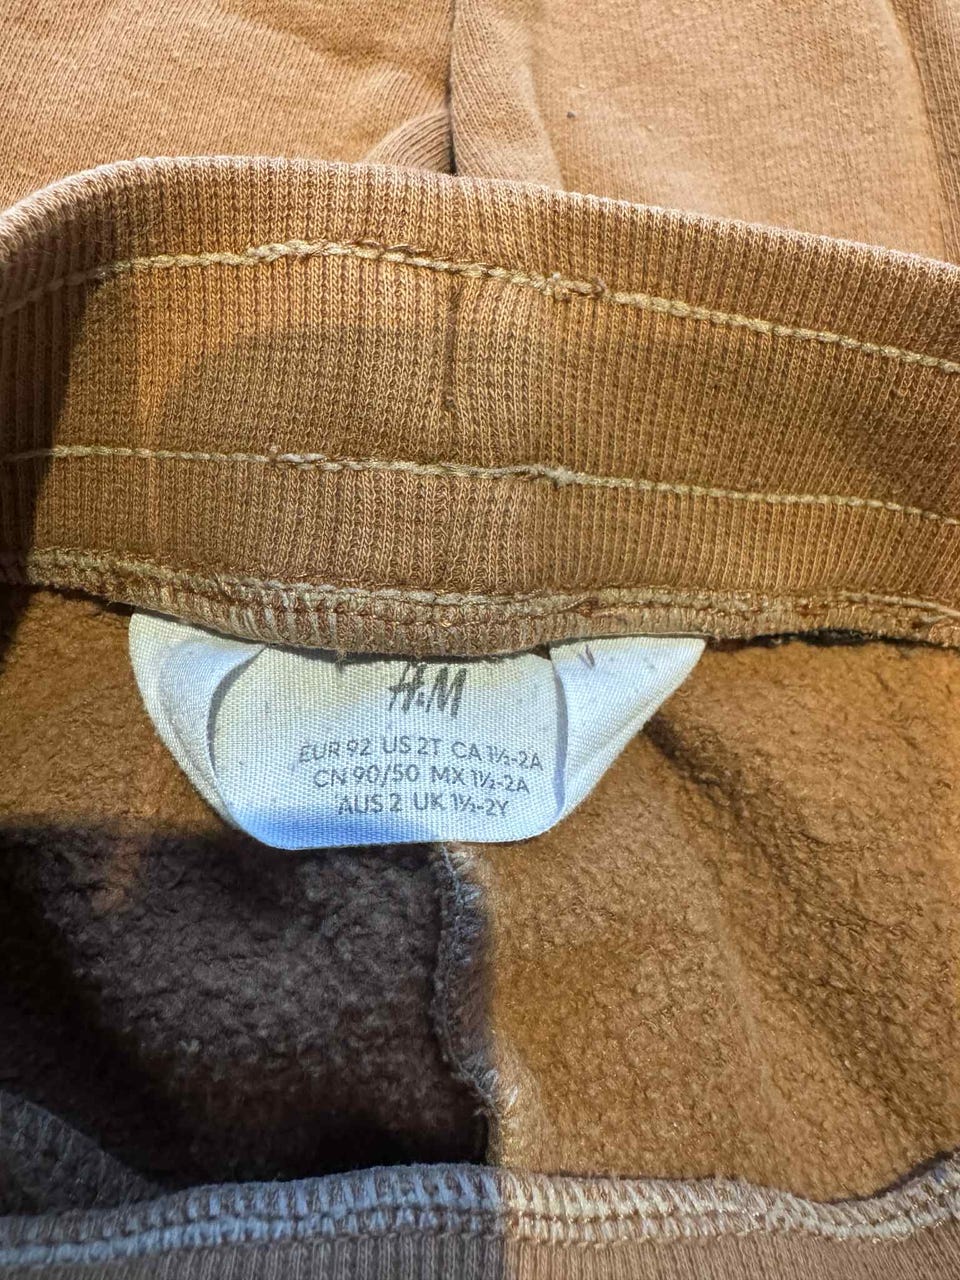 H&M
EUR 92 US 2T CA 1½-2A
CN 90/50 MX 1½-2A
AUS 2 UK 1½-2Y